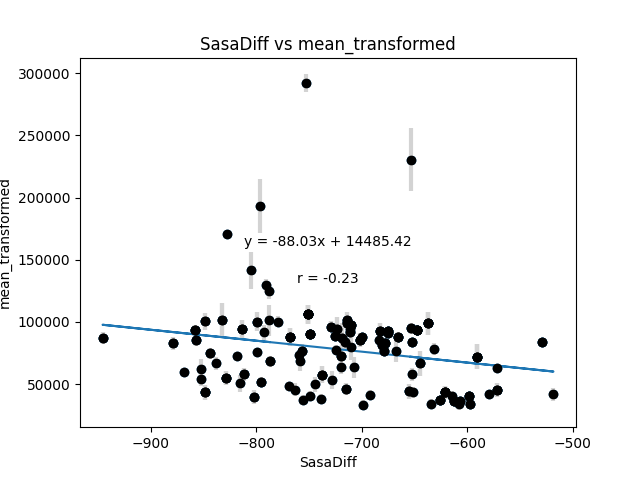 SasaDiff vs mean_transformed
300000
250000
200000
150000
100000
50000
mean_transformed
y = -88.03x + 14485.42
r = -0.23
−900 −800 −700 −600 −500
SasaDiff